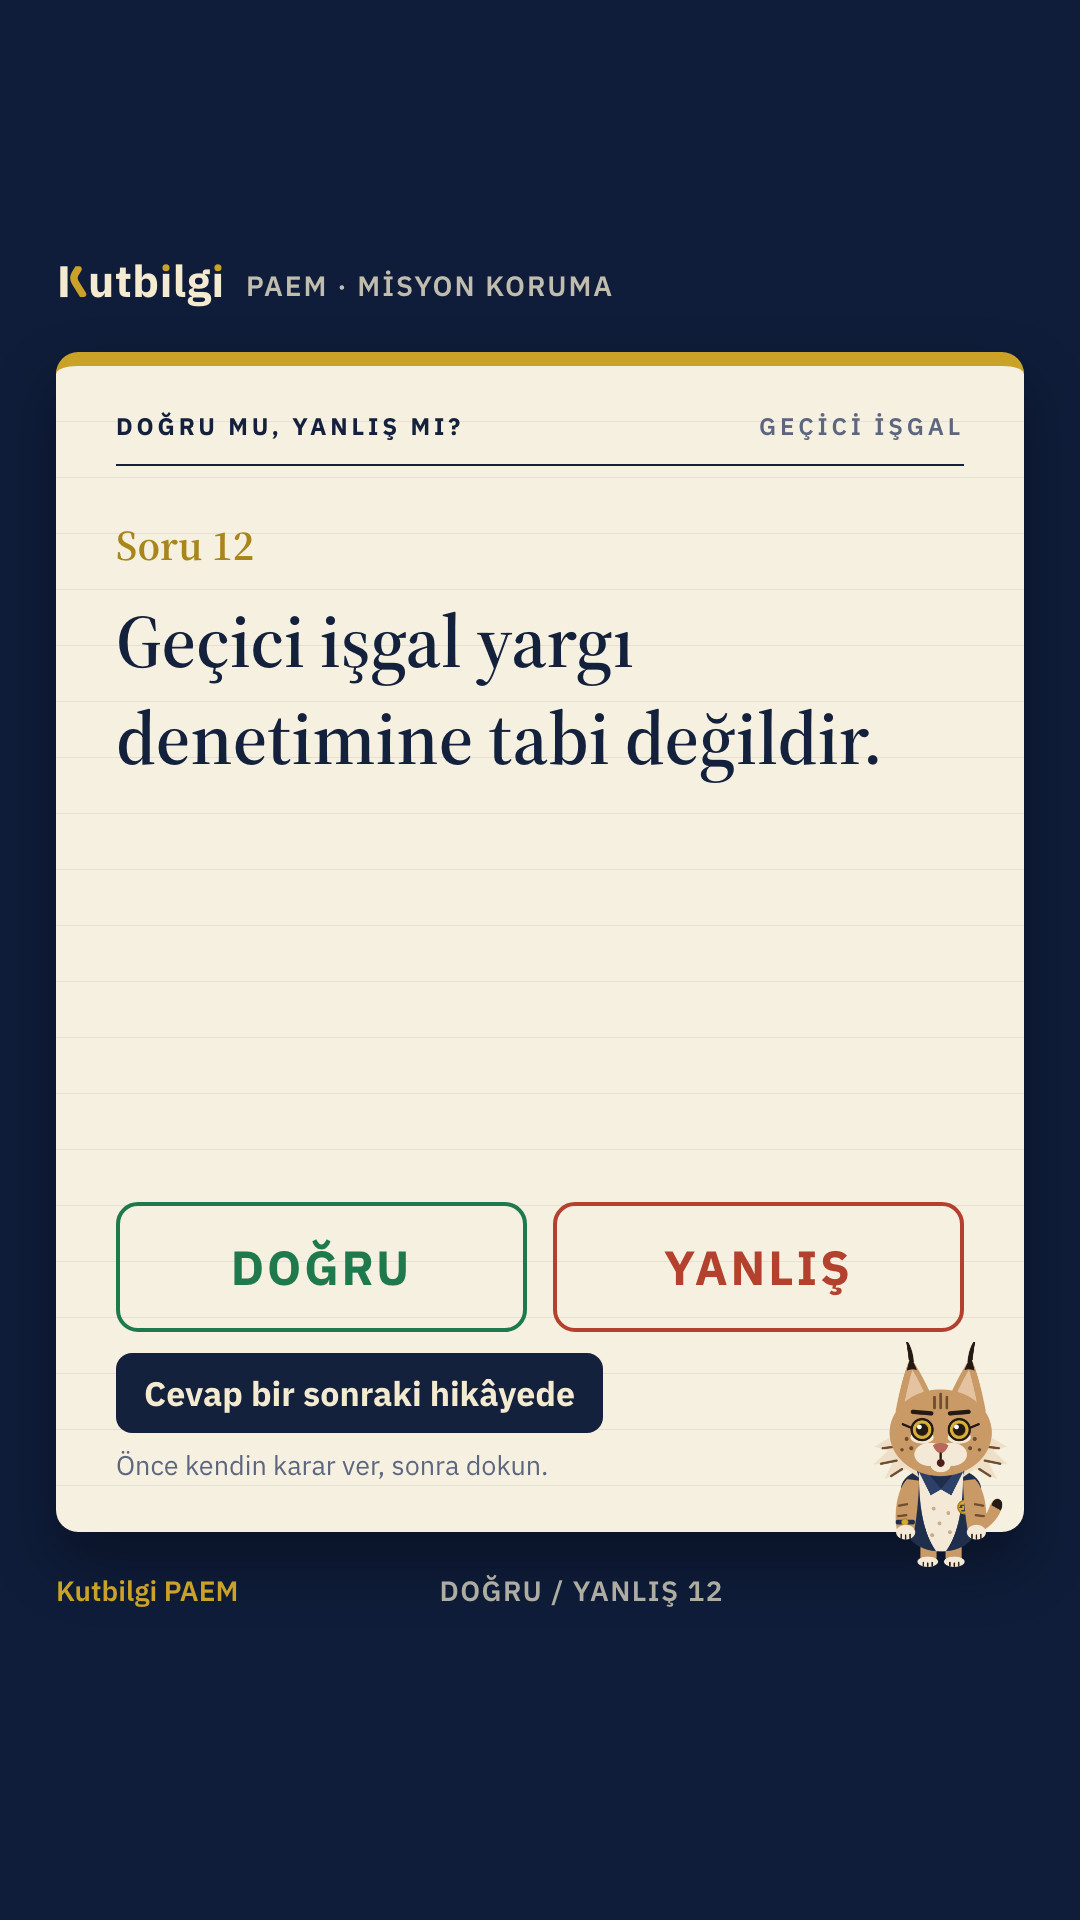 Kutbilgi PAEM · MİSYON KORUMA
DOĞRU MU, YANLIŞ MI? GEÇİCİ İŞGAL
Soru 12
Geçici işgal yargı
denetimine tabi değildir.
DOĞRU YANLIŞ
Cevap bir sonraki hikâyede
Önce kendin karar ver, sonra dokun.
Kutbilgi PAEM DOĞRU / YANLIŞ 12